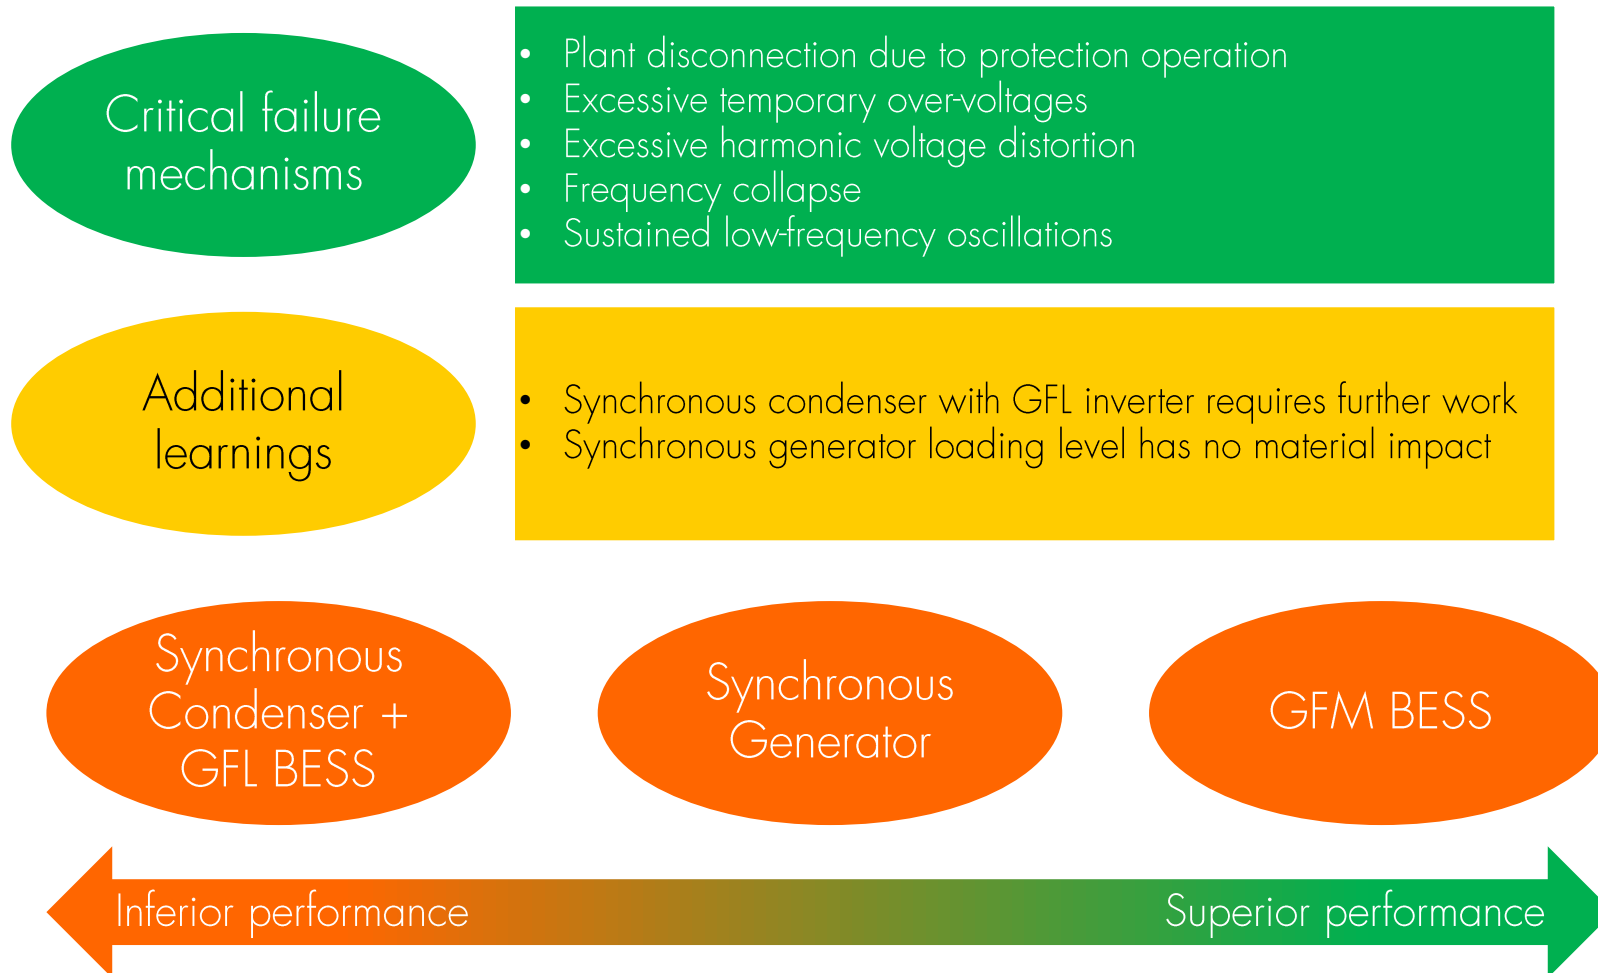 Critical failure
mechanisms
• Plant disconnection due to protection operation
• Excessive temporary over-voltages
• Excessive harmonic voltage distortion
• Frequency collapse
• Sustained low-frequency oscillations
Additional
learnings
• Synchronous condenser with GFL inverter requires further work
• Synchronous generator loading level has no material impact
Synchronous
Condenser +
GFL BESS
Synchronous
Generator
GFM BESS
Inferior performance
Superior performance